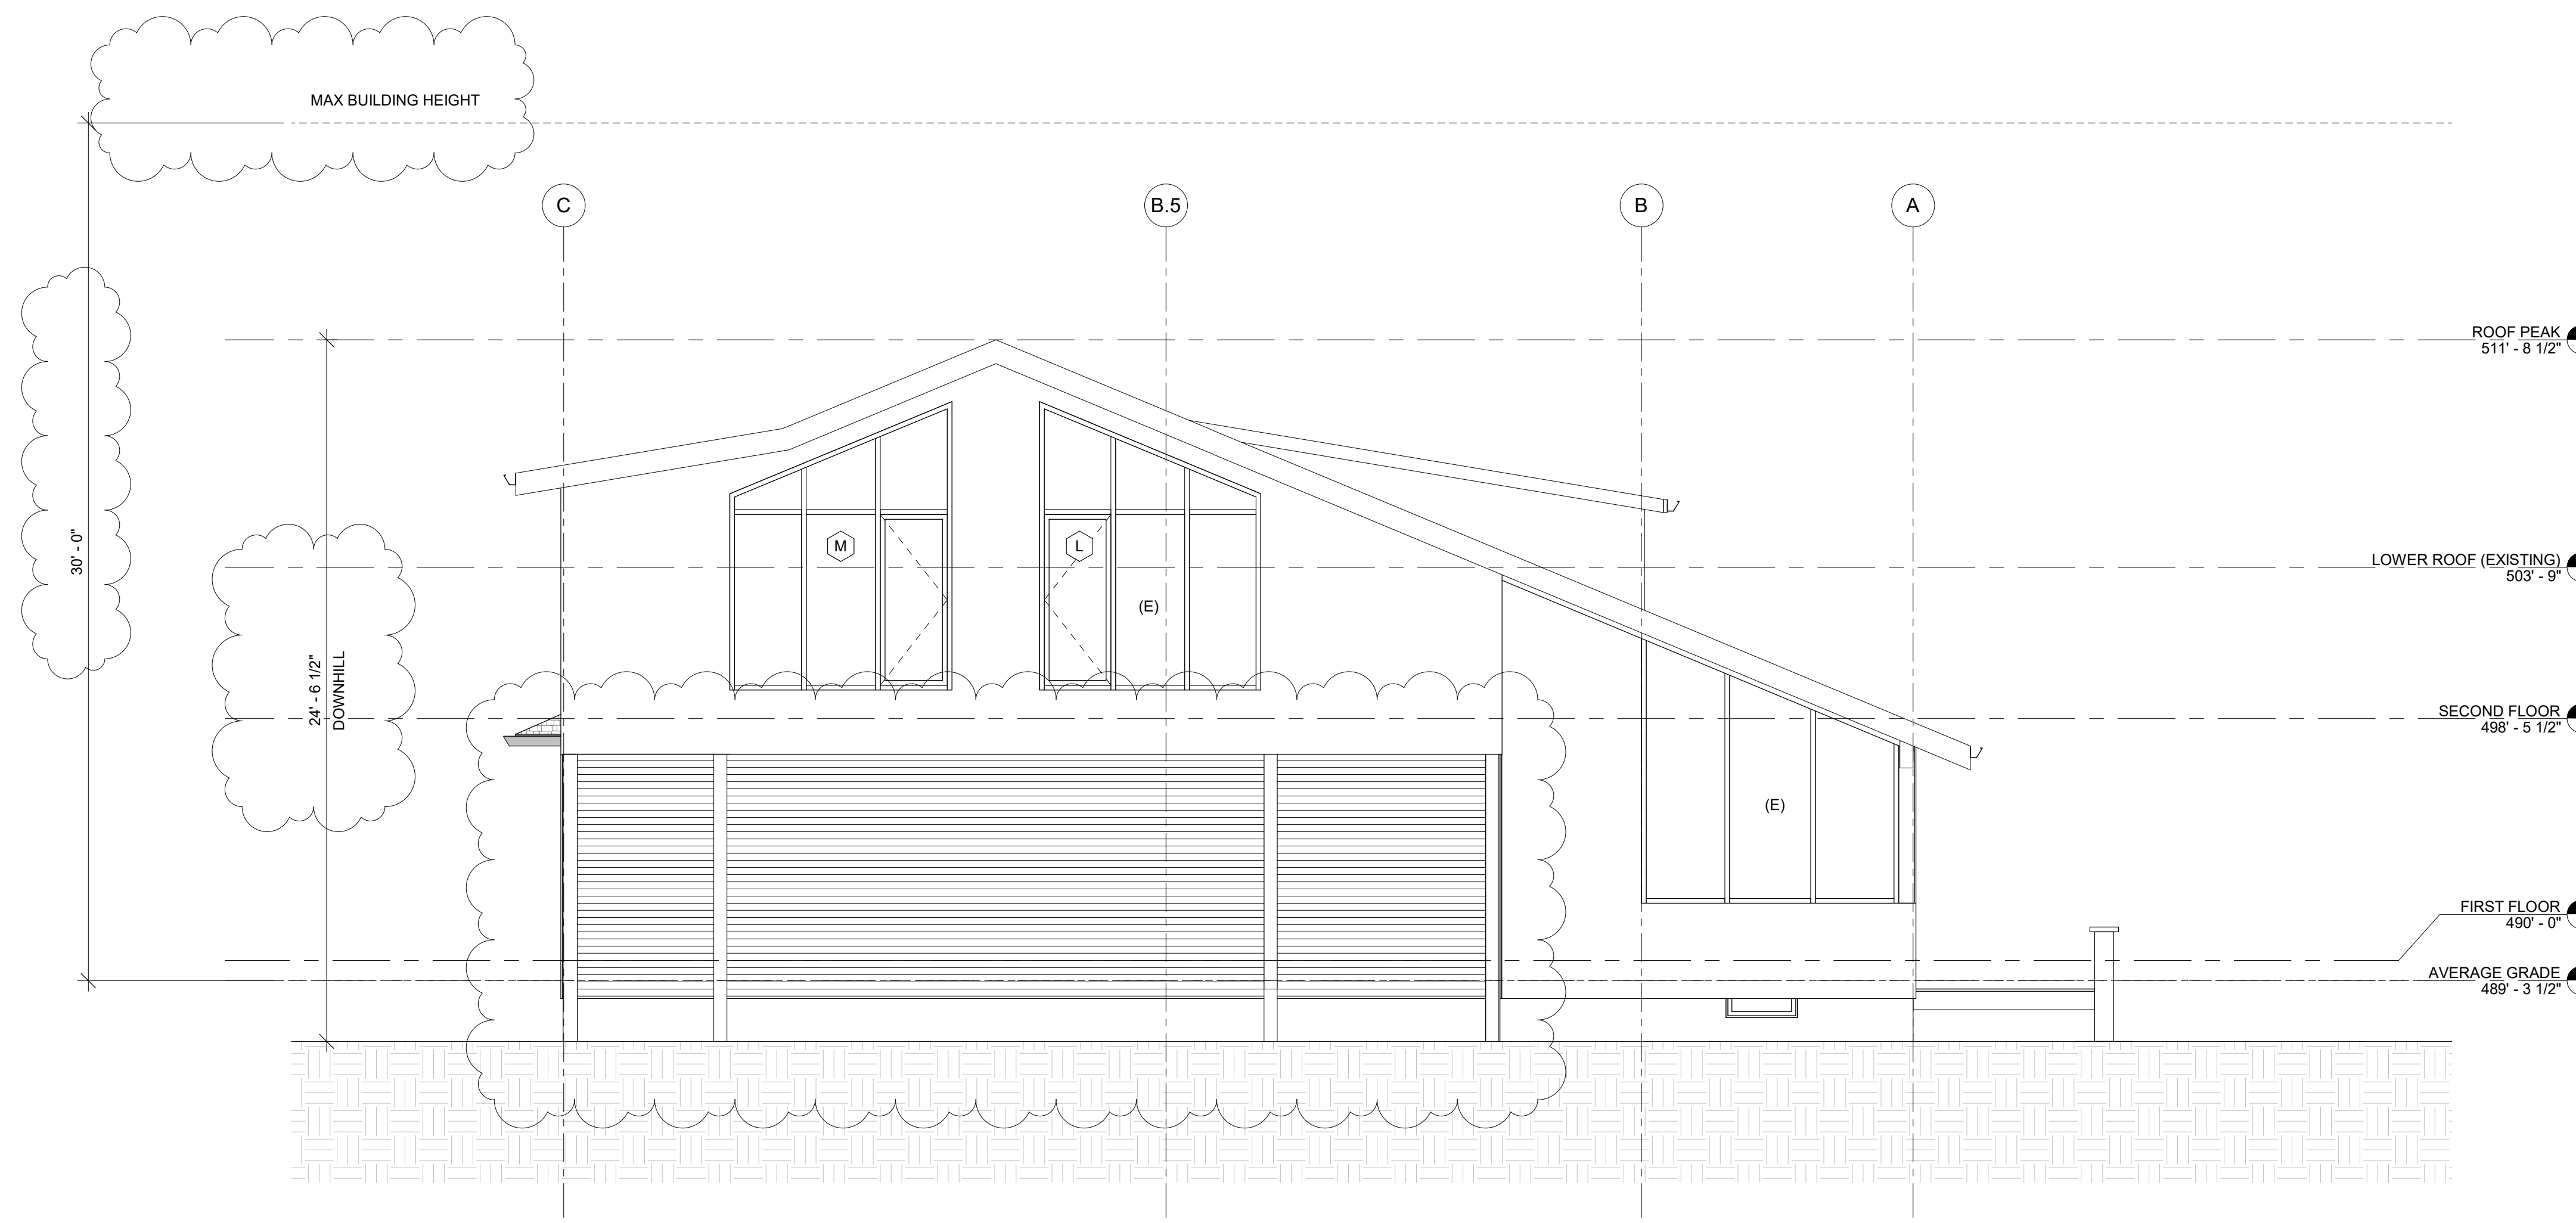 MAX BUILDING HEIGHT
C
B.5
B
A
ROOF PEAK
511' - 8 1/2"
M
L
30' - 0"
LOWER ROOF (EXISTING)
503' - 9"
(E)
24' - 6 1/2"
DOWNHILL
SECOND FLOOR
498' - 5 1/2"
(E)
FIRST FLOOR
490' - 0"
AVERAGE GRADE
489' - 3 1/2"